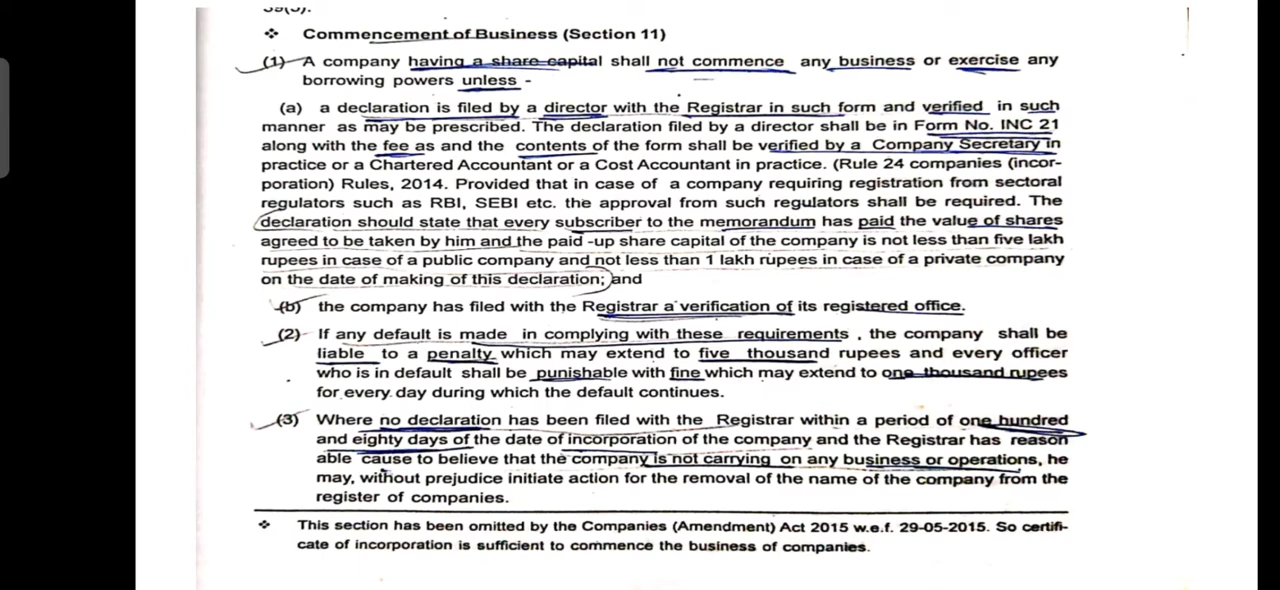 ❖ Commencement of Business (Section 11)
(1) A company having a share capital shall not commence any business or exercise any
borrowing powers unless -
(a) a declaration is filed by a director with the Registrar in such form and verified in such
manner as may be prescribed. The declaration filed by a director shall be in Form No. INC 21
along with the fee as and the contents of the form shall be verified by a Company Secretary in
practice or a Chartered Accountant or a Cost Accountant in practice. (Rule 24 companies (incor-
poration) Rules, 2014. Provided that in case of a company requiring registration from sectoral
regulators such as RBI, SEBI etc. the approval from such regulators shall be required. The
declaration should state that every subscriber to the memorandum has paid the value of shares
agreed to be taken by him and the paid -up share capital of the company is not less than five lakh
rupees in case of a public company and not less than 1 lakh rupees in case of a private company
on the date of making of this declaration; and
(b) the company has filed with the Registrar a verification of its registered office.
(2) If any default is made in complying with these requirements , the company shall be
liable to a penalty which may extend to five thousand rupees and every officer
who is in default shall be punishable with fine which may extend to one thousand rupees
for every day during which the default continues.
(3) Where no declaration has been filed with the Registrar within a period of one hundred
and eighty days of the date of incorporation of the company and the Registrar has reason
able cause to believe that the company is not carrying on any business or operations, he
may, without prejudice initiate action for the removal of the name of the company from the
register of companies.
❖ This section has been omitted by the Companies (Amendment) Act 2015 w.e.f. 29-05-2015. So certifi-
cate of incorporation is sufficient to commence the business of companies.